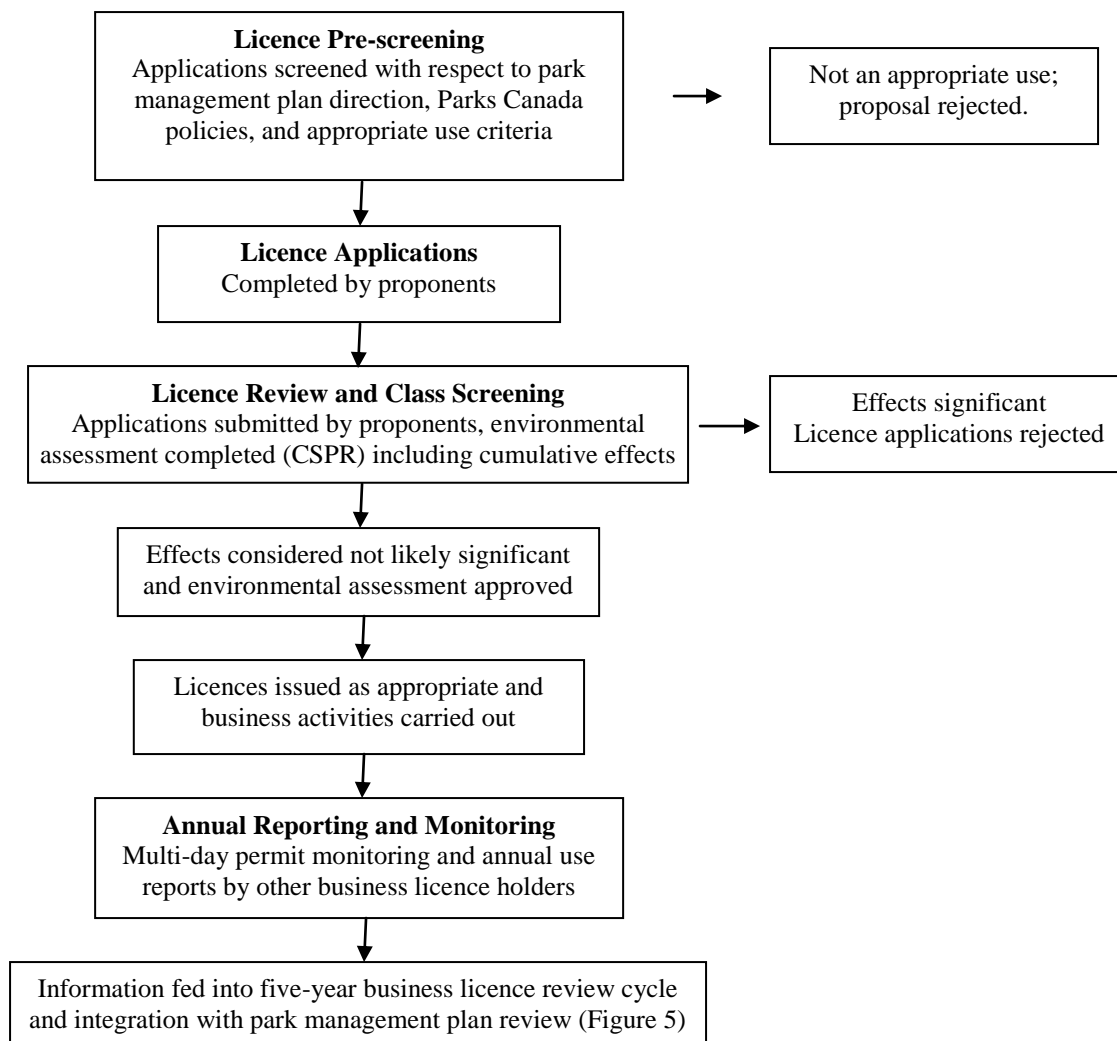 Licence Pre-screening
Applications screened with respect to park
management plan direction, Parks Canada
policies, and appropriate use criteria
Not an appropriate use;
proposal rejected.
Licence Applications
Completed by proponents
Licence Review and Class Screening
Applications submitted by proponents, environmental
assessment completed (CSPR) including cumulative effects
Effects significant
Licence applications rejected
Effects considered not likely significant
and environmental assessment approved
Licences issued as appropriate and
business activities carried out
Annual Reporting and Monitoring
Multi-day permit monitoring and annual use
reports by other business licence holders
Information fed into five-year business licence review cycle
and integration with park management plan review (Figure 5)